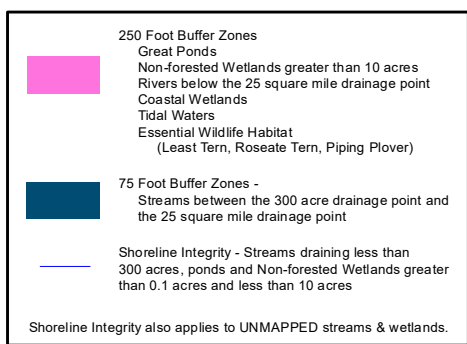 250 Foot Buffer Zones
Great Ponds
Non-forested Wetlands greater than 10 acres
Rivers below the 25 square mile drainage point
Coastal Wetlands
Tidal Waters
Essential Wildlife Habitat
(Least Tern, Roseate Tern, Piping Plover)
75 Foot Buffer Zones -
Streams between the 300 acre drainage point and
the 25 square mile drainage point
Shoreline Integrity - Streams draining less than
300 acres, ponds and Non-forested Wetlands greater
than 0.1 acres and less than 10 acres
Shoreline Integrity also applies to UNMAPPED streams & wetlands.